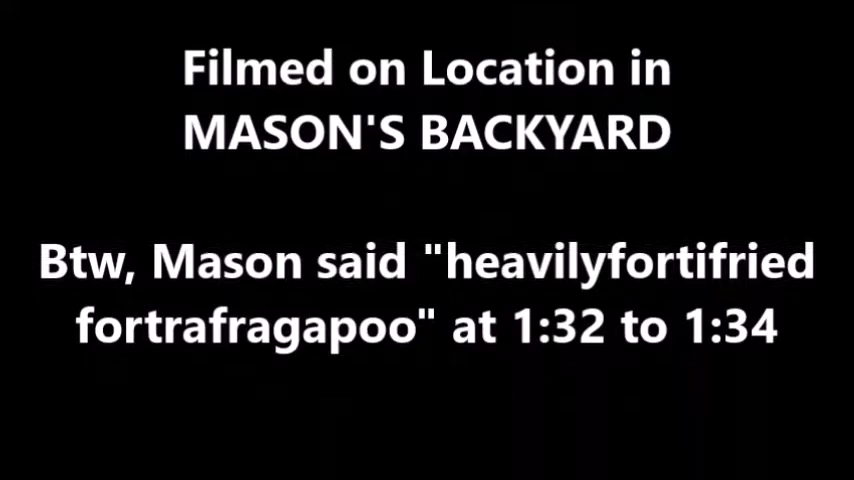 Filmed on Location in
MASON'S BACKYARD
Btw, Mason said "heavilyfortifried
fortrafragapoo" at 1:32 to 1:34